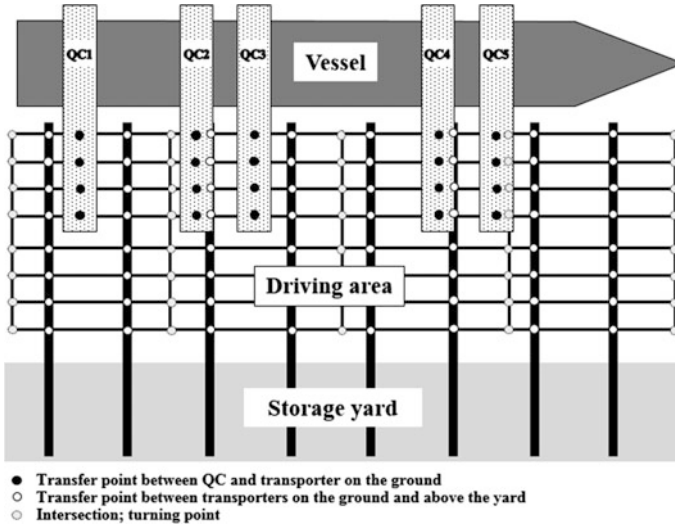 QC1 QC2 QC3 QC4 QC5
Vessel
Driving area
Storage yard
Transfer point between QC and transporter on the ground
Transfer point between transporters on the ground and above the yard
Intersection; turning point